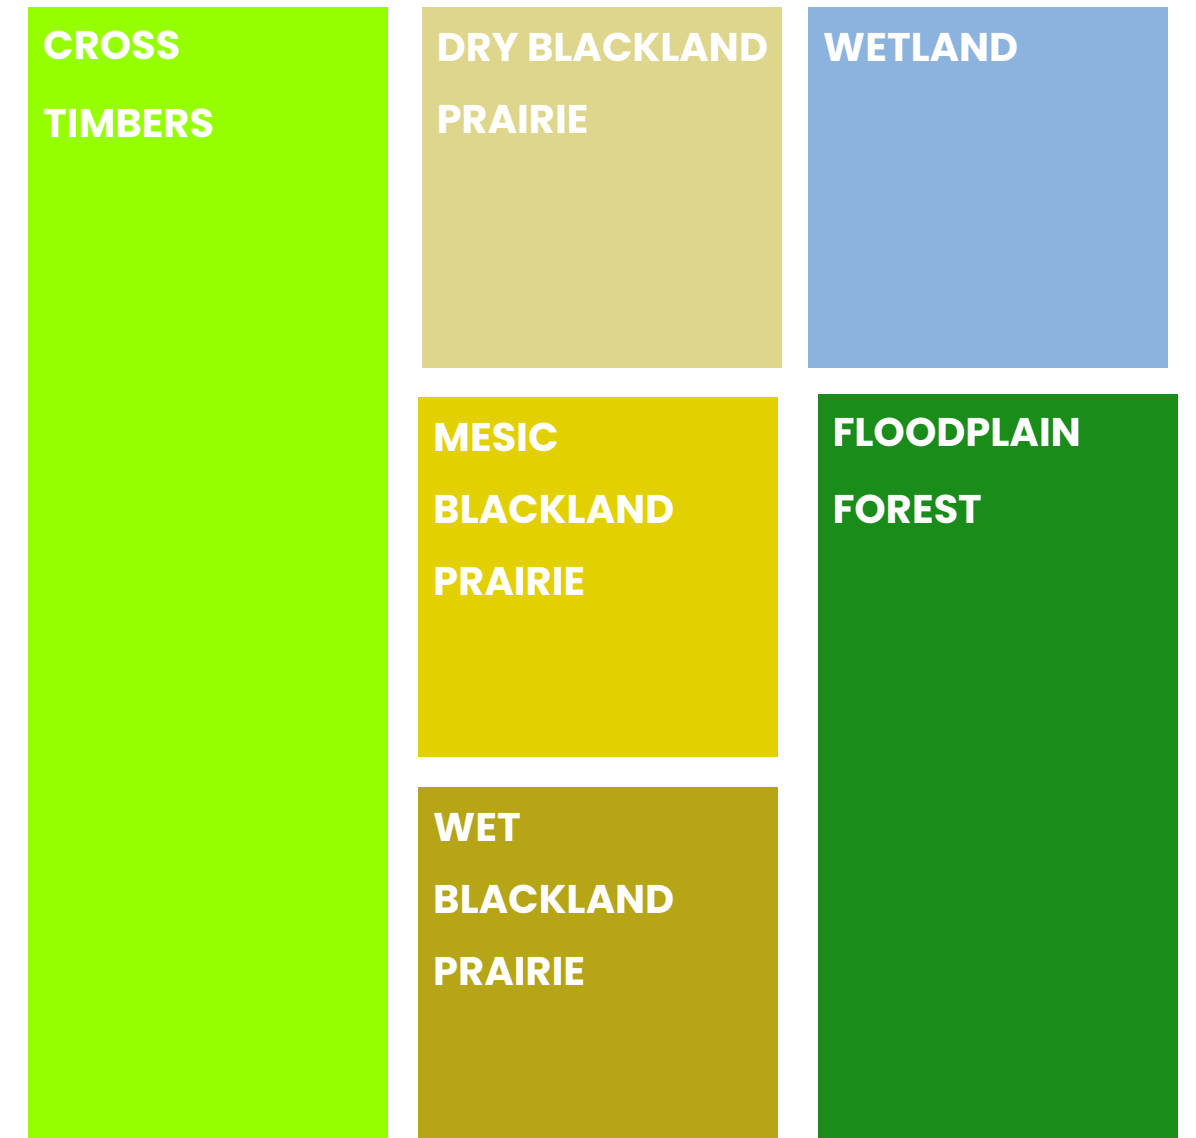 CROSS
TIMBERS
DRY BLACKLAND
PRAIRIE
WETLAND
MESIC
BLACKLAND
PRAIRIE
FLOODPLAIN
FOREST
WET
BLACKLAND
PRAIRIE